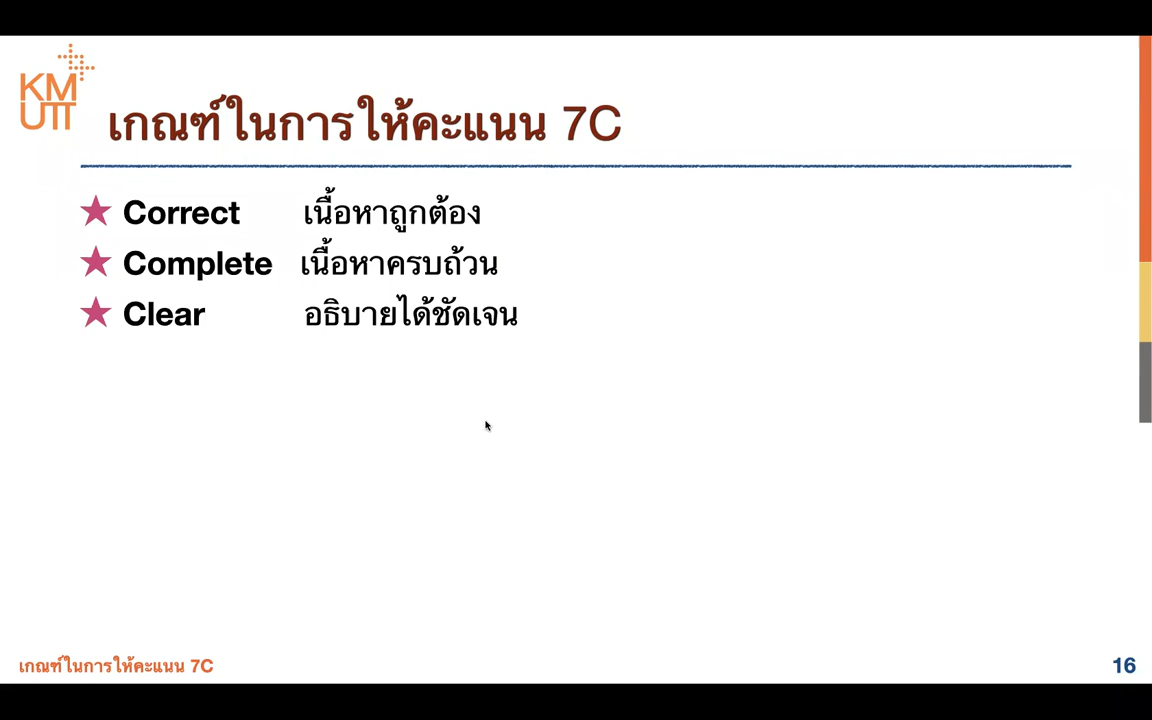 KM
UTT
เกณฑ์ในการให้คะแนน 7C
Correct เนื้อหาถูกต้อง
Complete เนื้อหาครบถ้วน
Clear อธิบายได้ชัดเจน
เกณฑ์ในการให้คะแนน 7C
16